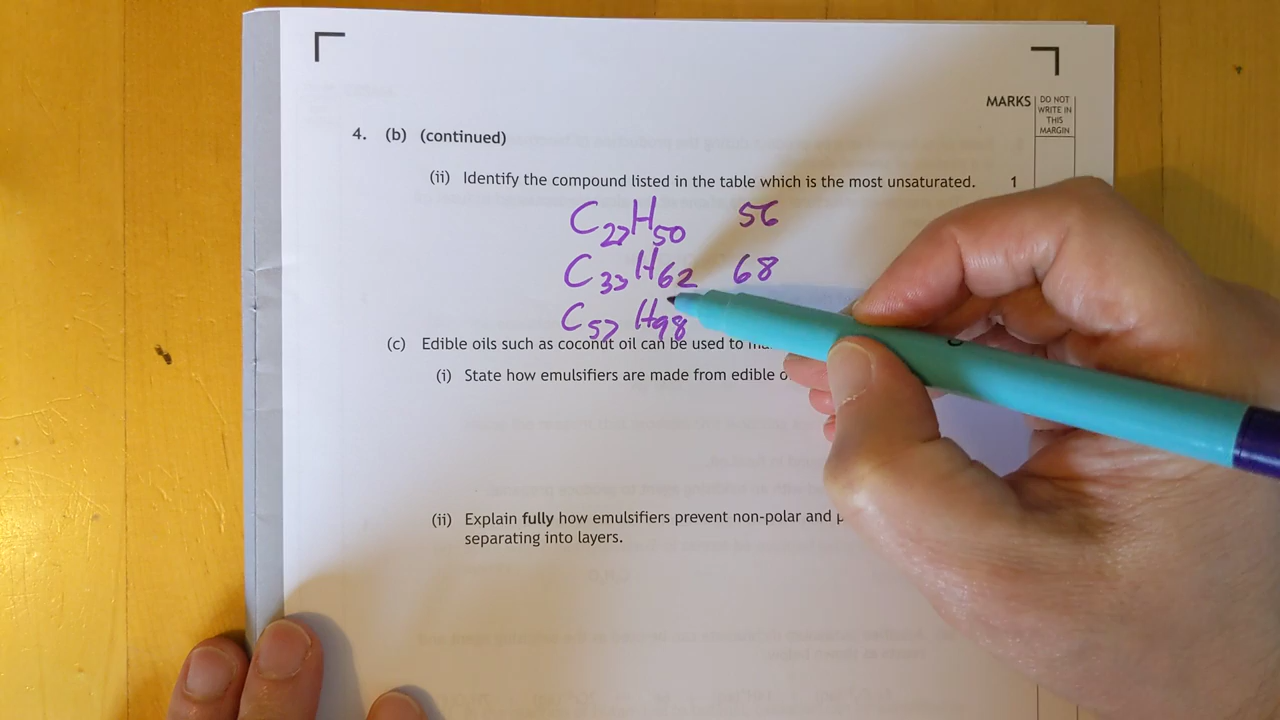 MARKS
DO NOT
WRITE IN
THIS
MARGIN
4. (b) (continued)
(ii) Identify the compound listed in the table which is the most unsaturated. 1
C27H50 56
C33H62 68
C57H98
(c) Edible oils such as coconut oil can be used to
(i) State how emulsifiers are made from edible
(ii) Explain fully how emulsifiers prevent non-polar and
separating into layers.